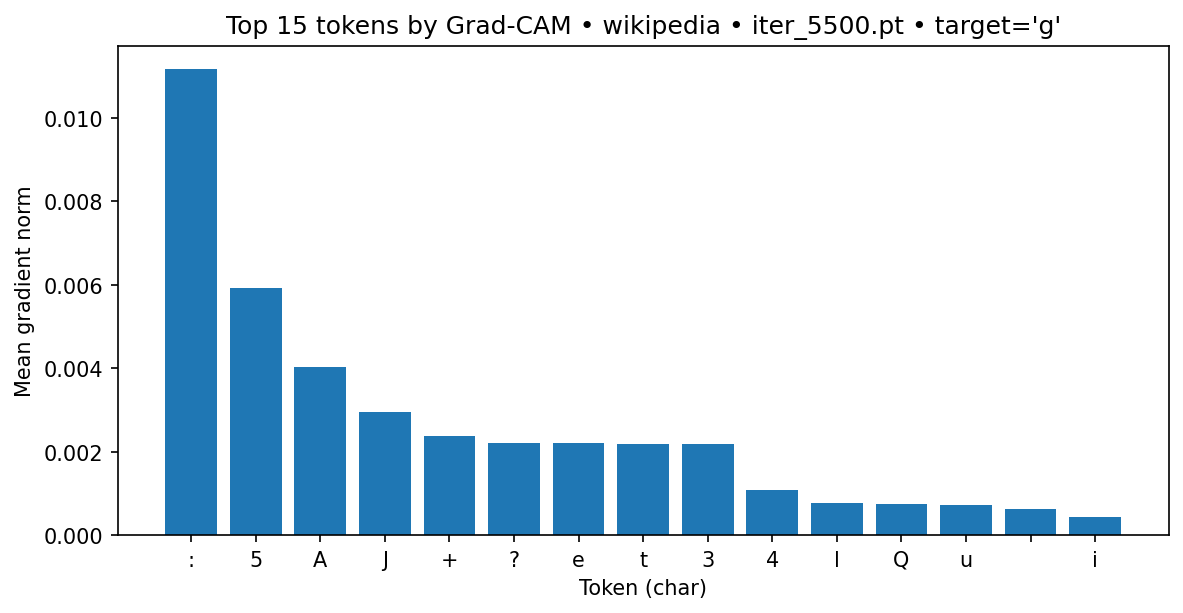 Top 15 tokens by Grad-CAM • wikipedia • iter_5500.pt • target='g'
Mean gradient norm
0.010
0.008
0.006
0.004
0.002
0.000
: 5 A J + ? e t 3 4 l Q u i
Token (char)